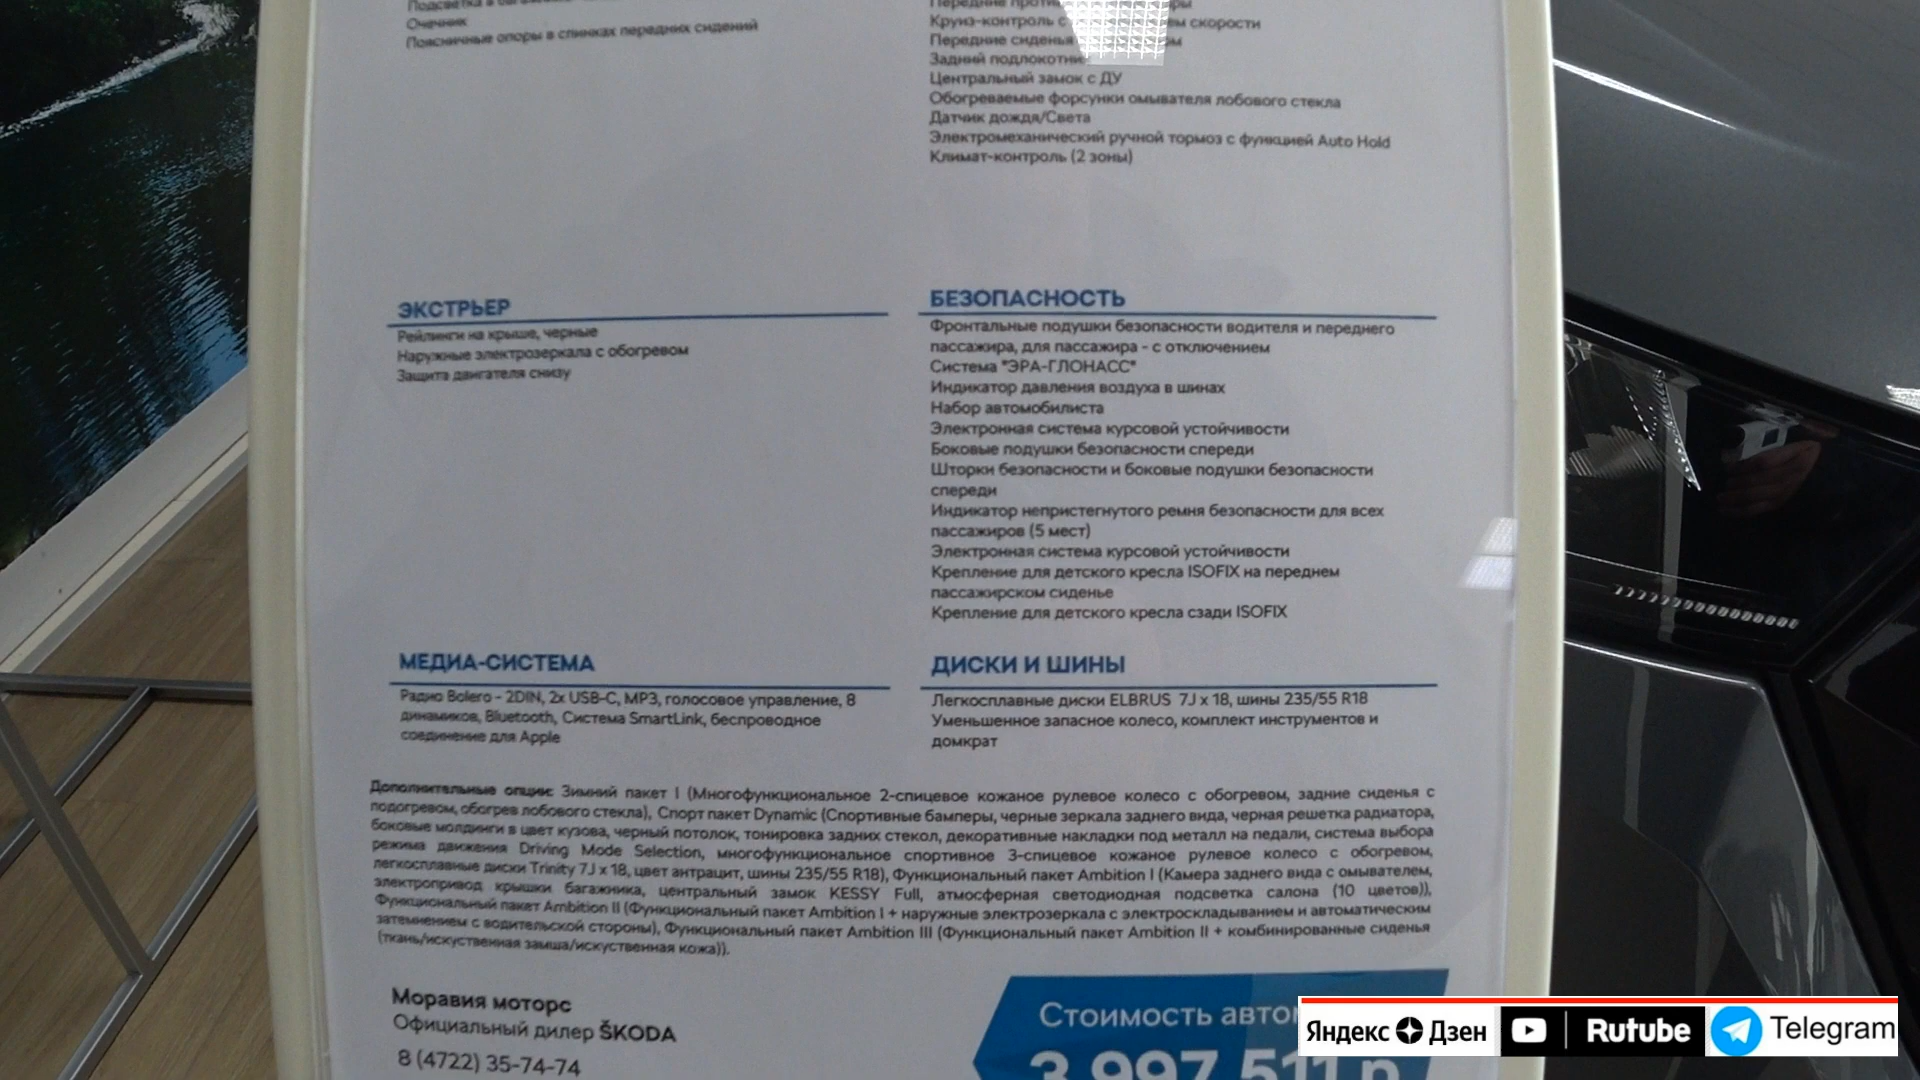 Подсветка в
Очечник
Поясничные опоры в спинках передних сидений
Передние
Круиз-контроль с скорости
Передние сиденья
Задний подлокотник
Центральный замок с ДУ
Обогреваемые форсунки омывателя лобового стекла
Датчик дождя/Света
Электромеханический ручной тормоз с функцией Auto Hold
Климат-контроль (2 зоны)
ЭКСТРЬЕР
Рейлинги на крыше, черные
Наружные электрозеркала с обогревом
Защита двигателя снизу
БЕЗОПАСНОСТЬ
Фронтальные подушки безопасности водителя и переднего
пассажира, для пассажира - с отключением
Система "ЭРА-ГЛОНАСС"
Индикатор давления воздуха в шинах
Набор автомобилиста
Электронная система курсовой устойчивости
Боковые подушки безопасности спереди
Шторки безопасности и боковые подушки безопасности
спереди
Индикатор непристегнутого ремня безопасности для всех
пассажиров (5 мест)
Электронная система курсовой устойчивости
Крепление для детского кресла ISOFIX на переднем
пассажирском сиденье
Крепление для детского кресла сзади ISOFIX
МЕДИА-СИСТЕМА
Радио Bolero - 2DIN, 2x USB-C, MP3, голосовое управление, 8
динамиков, Bluetooth, Система SmartLink, беспроводное
соединение для Apple
ДИСКИ И ШИНЫ
Легкосплавные диски ELBRUS 7J x 18, шины 235/55 R18
Уменьшенное запасное колесо, комплект инструментов и
домкрат
Дополнительные опции: Зимний пакет I (Многофункциональное 2-спицевое кожаное рулевое колесо с обогревом, задние сиденья с
подогревом, обогрев лобового стекла), Спорт пакет Dynamic (Спортивные бамперы, черные зеркала заднего вида, черная решетка радиатора,
боковые молдинги в цвет кузова, черный потолок, тонировка задних стекол, декоративные накладки под металл на педали, система выбора
режима движения Driving Mode Selection, многофункциональное спортивное 3-спицевое кожаное рулевое колесо с обогревом,
легкосплавные диски Trinity 7J x 18, цвет антрацит, шины 235/55 R18), Функциональный пакет Ambition I (Камера заднего вида с омывателем,
электропривод крышки багажника, центральный замок KESSY Full, атмосферная светодиодная подсветка салона (10 цветов)),
Функциональный пакет Ambition II (Функциональный пакет Ambition I + наружные электрозеркала с электроскладыванием и автоматическим
затемнением с водительской стороны), Функциональный пакет Ambition III (Функциональный пакет Ambition II + комбинированные сиденья
(ткань/искуственная замша/искуственная кожа)).
Моравия моторс
Официальный дилер ŠKODA
8 (4722) 35-74-74
Стоимость авто
3 997 511 р
Яндекс Дзен Rutube Telegram